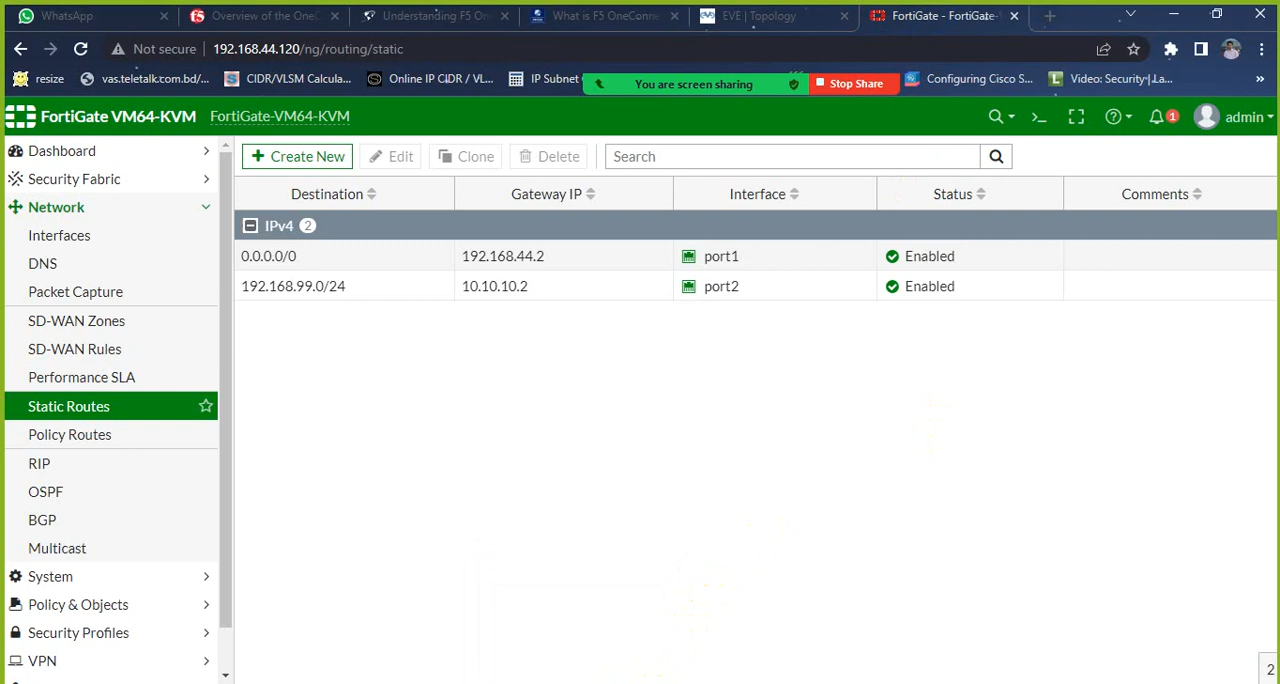 WhatsApp Overview of the OneC Understanding F5 On What is F5 OneConne EVE | Topology FortiGate - FortiGate-
Not secure 192.168.44.120/ng/routing/static
resize vas.teletalk.com.bd/... CIDR/VLSM Calcula... Online IP CIDR / VL... IP Subnet You are screen sharing Stop Share Configuring Cisco S... Video: Security | La... »
FortiGate VM64-KVM FortiGate-VM64-KVM 1 admin
Dashboard
Security Fabric
Network
Interfaces
DNS
Packet Capture
SD-WAN Zones
SD-WAN Rules
Performance SLA
Static Routes
Policy Routes
RIP
OSPF
BGP
Multicast
System
Policy & Objects
Security Profiles
VPN
Create New Edit Clone Delete Search
Destination Gateway IP Interface Status Comments
IPv4 2
0.0.0.0/0 192.168.44.2 port1 Enabled
192.168.99.0/24 10.10.10.2 port2 Enabled
2